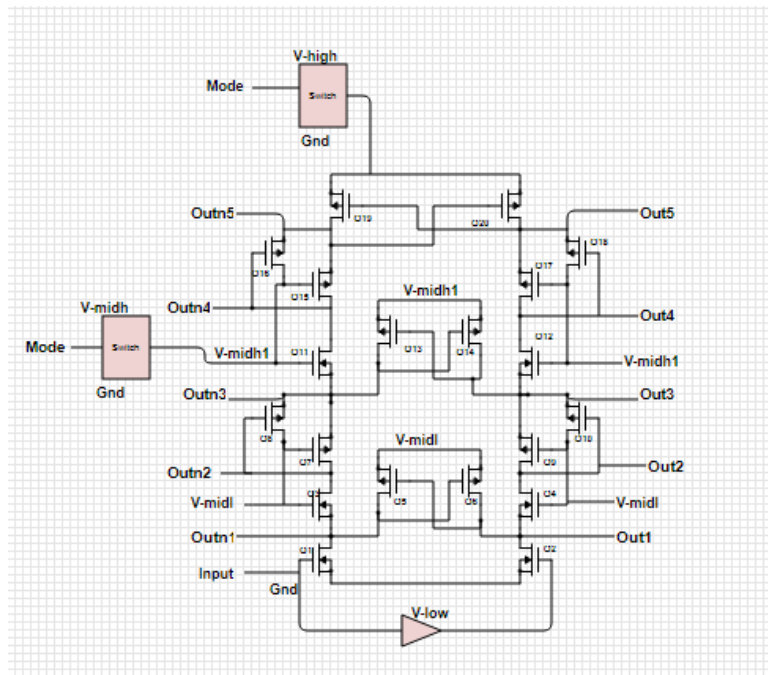 V-high
Mode
Switch
Gnd
Outn5
Out5
Q19
Q20
Q16
Q18
Q15
Q17
V-midh
Outn4
Out4
V-midh1
Mode
Switch
V-midh1
Q11
Q13
Q14
Q12
V-midh1
Gnd
Outn3
Out3
Q8
Q10
V-midl
Q7
Q9
Outn2
Out2
V-midl
Q3
Q5
Q6
Q4
V-midl
Outn1
Out1
Q1
Q2
Input
Gnd
V-low